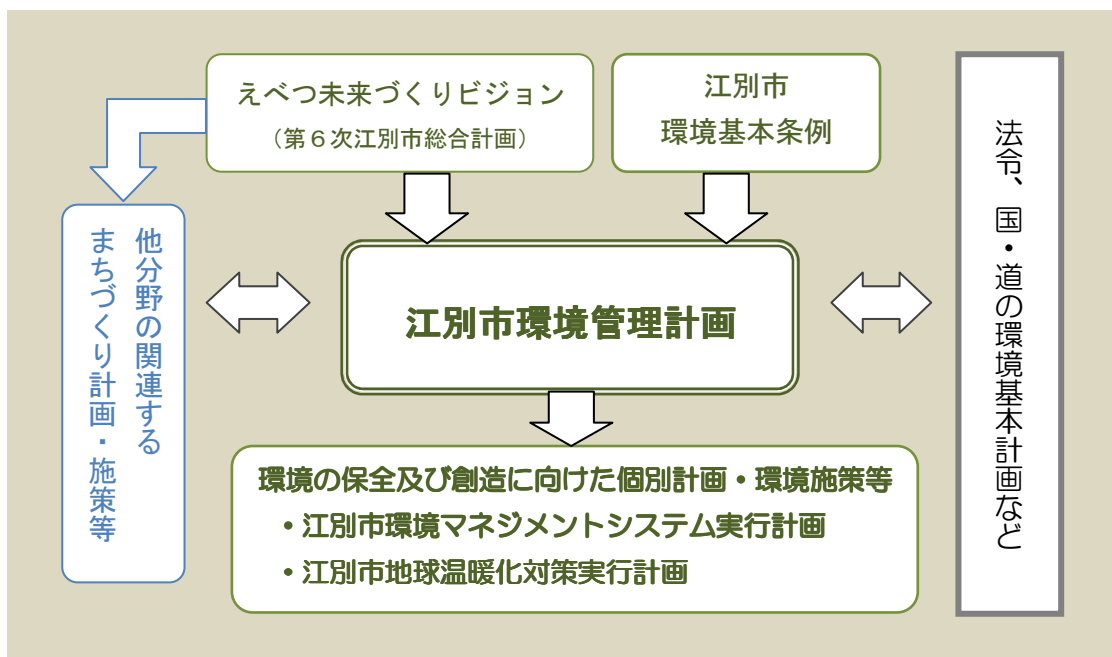 えべつ未来づくりビジョン
（第６次江別市総合計画）
江別市
環境基本条例
法令、国・道の環境基本計画など
他分野の関連する
まちづくり計画・施策等
江別市環境管理計画
環境の保全及び創造に向けた個別計画・環境施策等
・江別市環境マネジメントシステム実行計画
・江別市地球温暖化対策実行計画